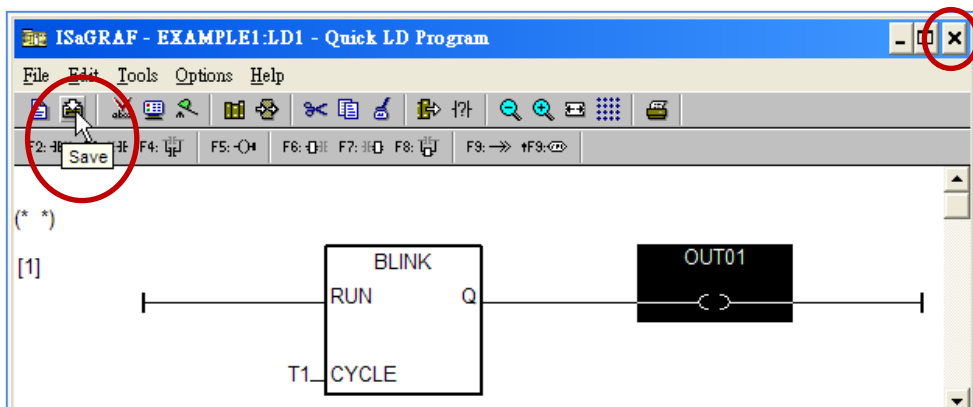 ISaGRAF - EXAMPLE1:LD1 - Quick LD Program
File Edit Tools Options Help
F2: F4: F5: F6: F7: F8: F9: F9:
Save
(* *)
[1]
BLINK
OUT01
RUN Q
T1 CYCLE